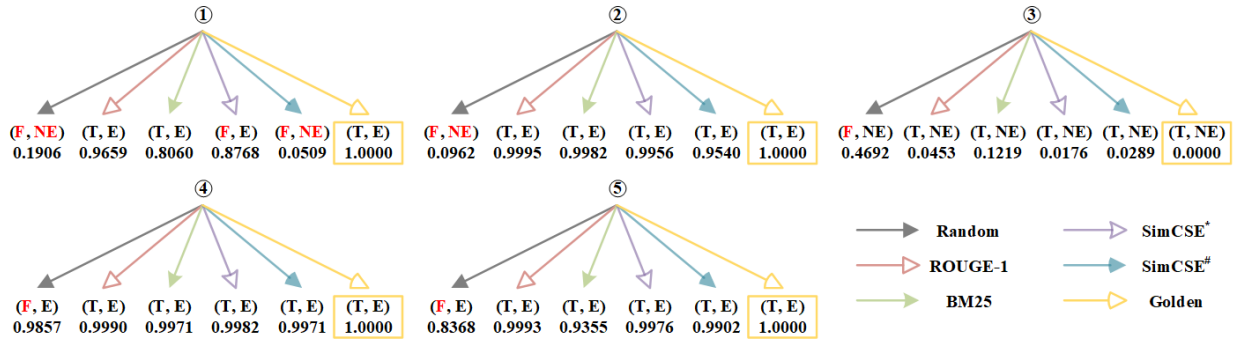 ① ② ③
(F, NE) (T, E) (T, E) (F, E) (F, NE) (T, E) (F, NE) (T, E) (T, E) (T, E) (T, E) (T, E) (F, NE) (T, NE) (T, NE) (T, NE) (T, NE) (T, NE)
0.1906 0.9659 0.8060 0.8768 0.0509 1.0000 0.0962 0.9995 0.9982 0.9956 0.9540 1.0000 0.4692 0.0453 0.1219 0.0176 0.0289 0.0000
④ ⑤
Random SimCSE*
ROUGE-1 SimCSE#
BM25 Golden
(F, E) (T, E) (T, E) (T, E) (T, E) (T, E) (F, E) (T, E) (T, E) (T, E) (T, E) (T, E)
0.9857 0.9990 0.9971 0.9982 0.9971 1.0000 0.8368 0.9993 0.9355 0.9976 0.9902 1.0000